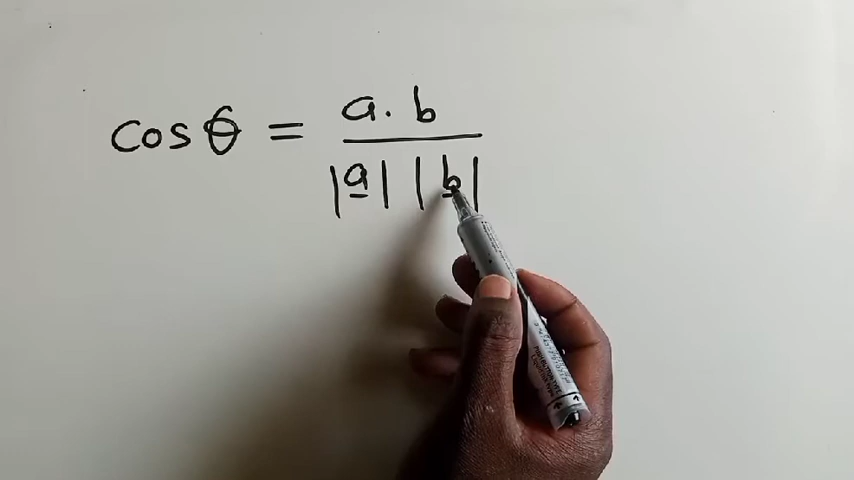 cos θ = a . b
|a| |b|